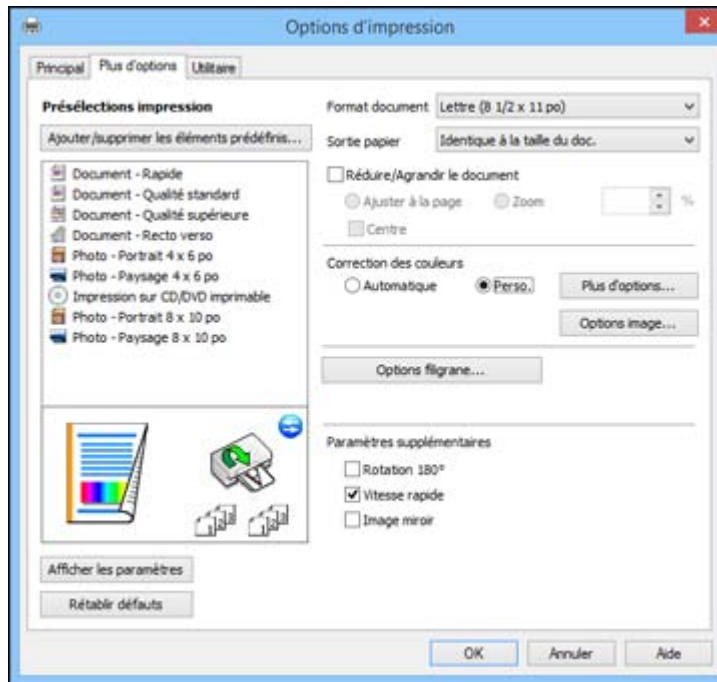 Options d'impression
Principal
Plus d'options
Utilitaire
Présélections impression
Ajouter/supprimer les éléments prédéfinis...
Document - Rapide
Document - Qualité standard
Document - Qualité supérieure
Document - Recto verso
Photo - Portrait 4 x 6 po
Photo - Paysage 4 x 6 po
Impression sur CD/DVD imprimable
Photo - Portrait 8 x 10 po
Photo - Paysage 8 x 10 po
Afficher les paramètres
Rétablir défauts
Format document Lettre (8 1/2 x 11 po)
Sortie papier Identique à la taille du doc.
Réduire/Agrandir le document
Ajuster à la page Zoom %
Centre
Correction des couleurs
Automatique Perso. Plus d'options...
Options image...
Options filigrane...
Paramètres supplémentaires
Rotation 180°
Vitesse rapide
Image miroir
OK Annuler Aide